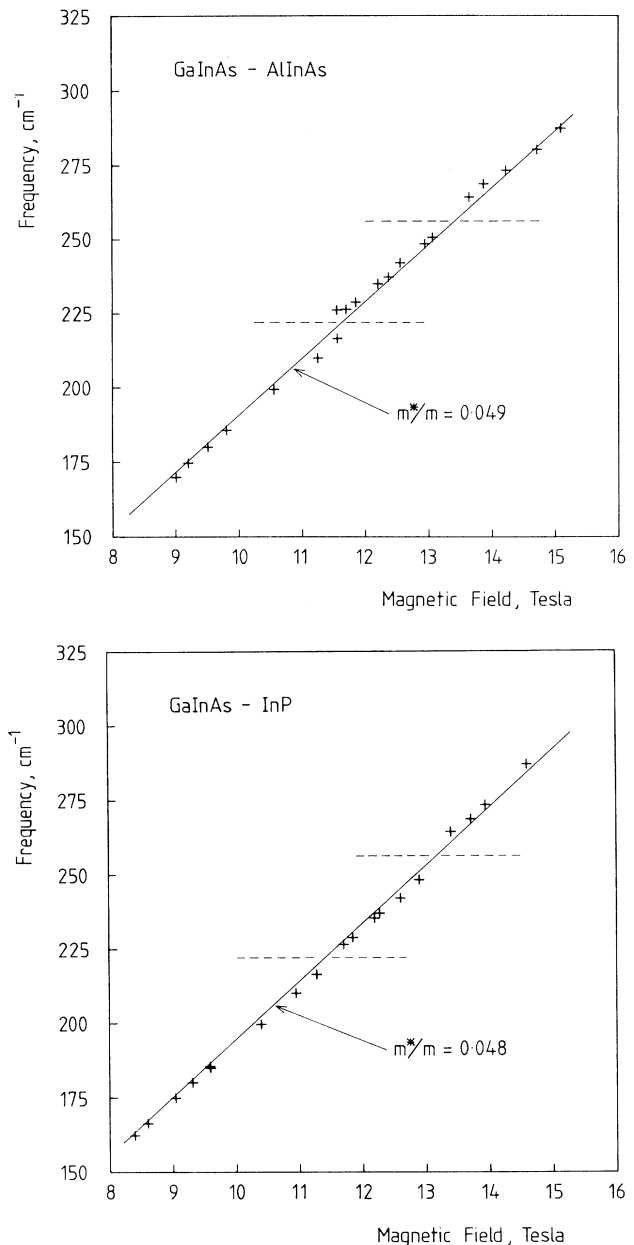 325
300
275
250
225
200
175
150
Frequency, cm⁻¹
GaInAs - AlInAs
m*/m = 0·049
8 9 10 11 12 13 14 15 16
Magnetic Field, Tesla
325
300
275
250
225
200
175
150
Frequency, cm⁻¹
GaInAs - InP
m*/m = 0·048
8 9 10 11 12 13 14 15 16
Magnetic Field, Tesla